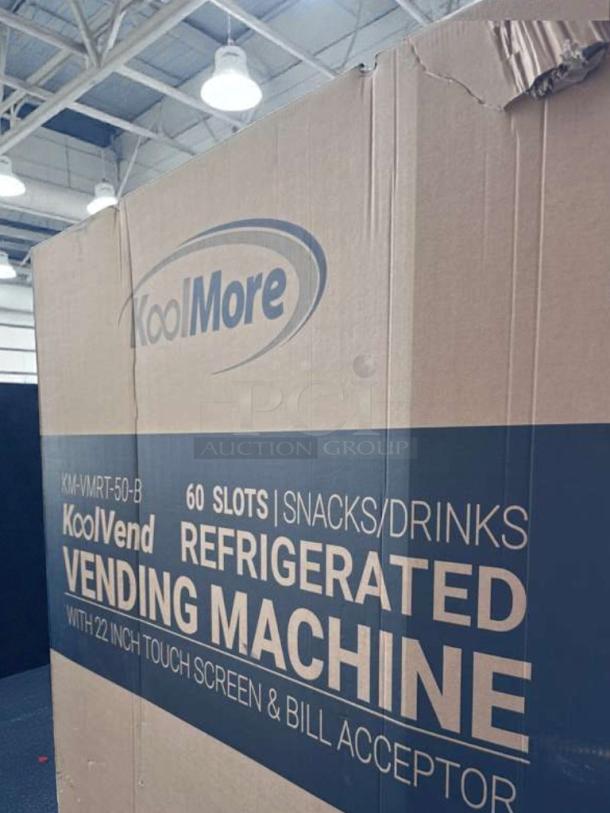 KoolMore
PCi
AUCTION GROUP
KM-VMRT-50-B
60 SLOTS | SNACKS/DRINKS
KoolVend REFRIGERATED
VENDING MACHINE
WITH 22 INCH TOUCH SCREEN & BILL ACCEPTOR